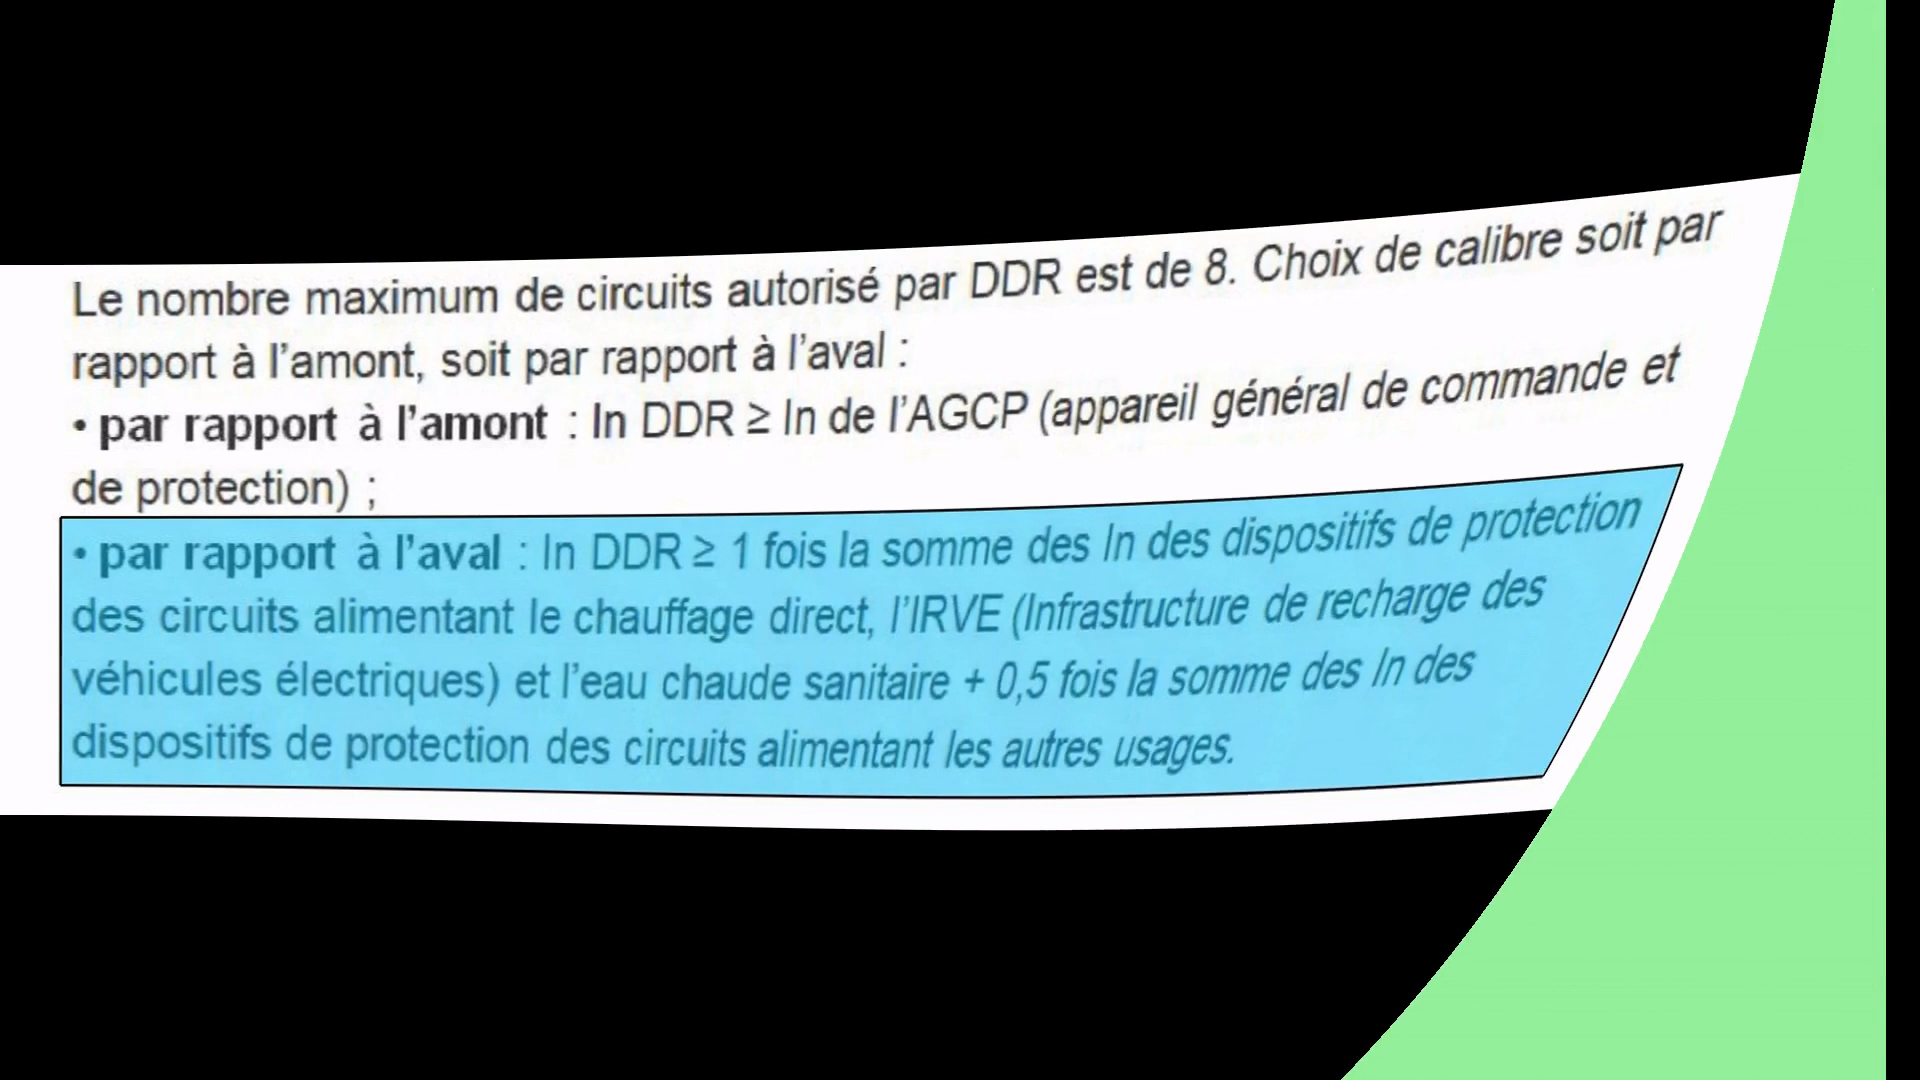 Le nombre maximum de circuits autorisé par DDR est de 8. Choix de calibre soit par
rapport à l’amont, soit par rapport à l’aval :
• par rapport à l’amont : In DDR ≥ In de l’AGCP (appareil général de commande et
de protection) ;
• par rapport à l’aval : In DDR ≥ 1 fois la somme des In des dispositifs de protection
des circuits alimentant le chauffage direct, l’IRVE (Infrastructure de recharge des
véhicules électriques) et l’eau chaude sanitaire + 0,5 fois la somme des In des
dispositifs de protection des circuits alimentant les autres usages.